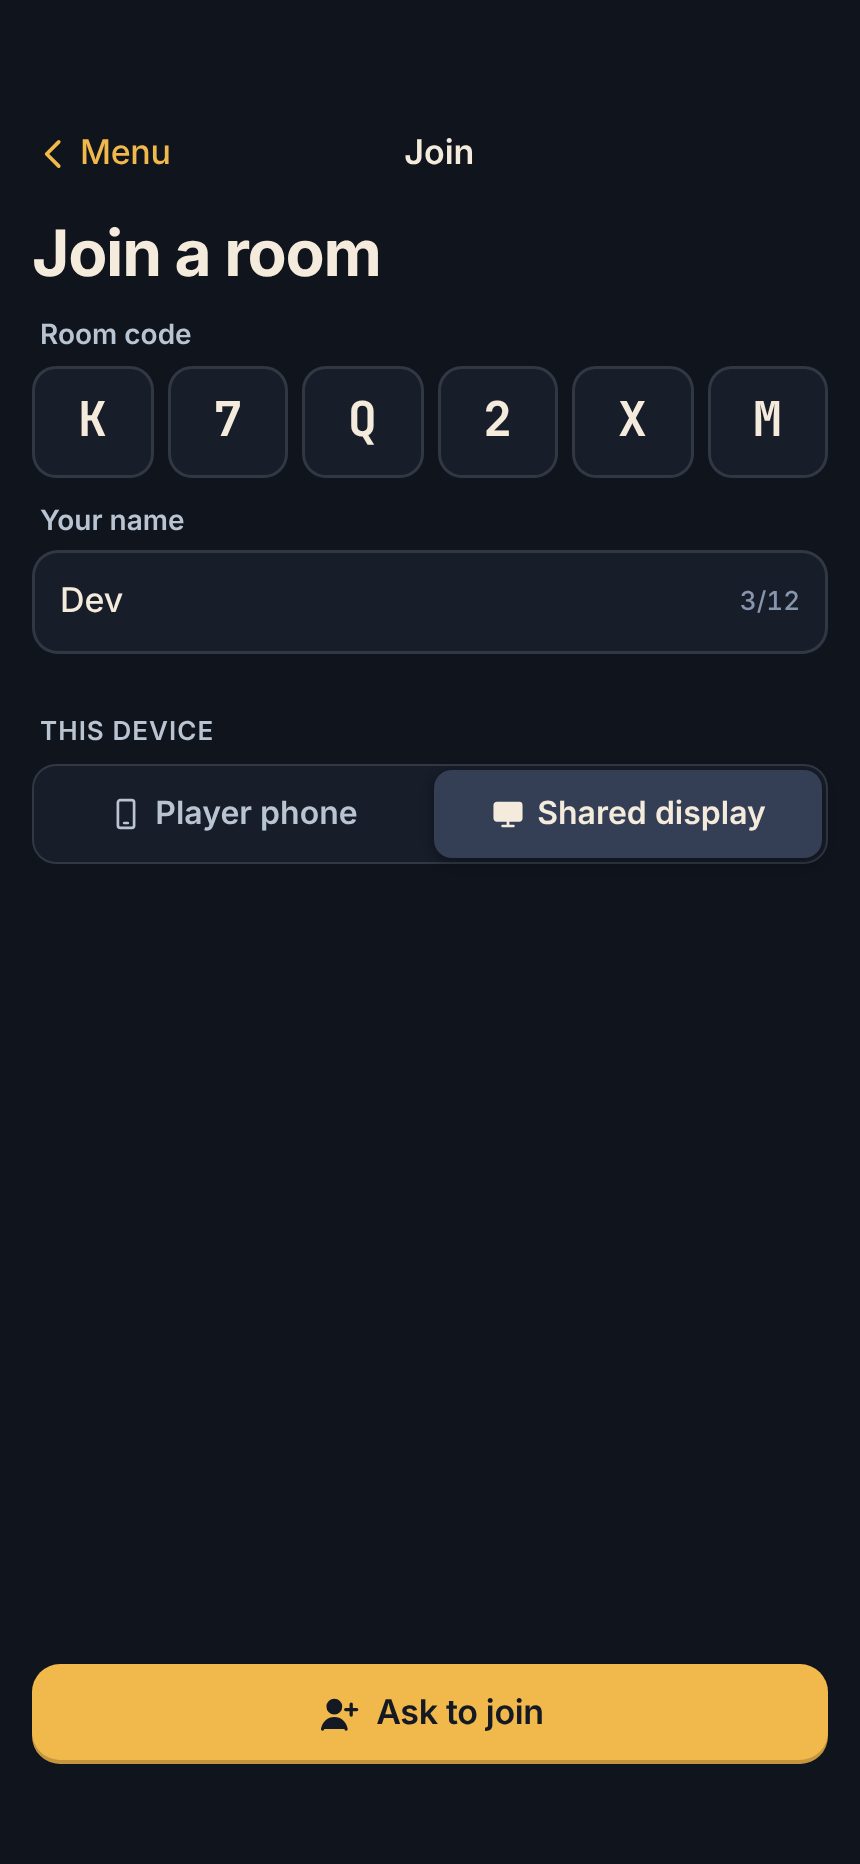 Menu
Join
Join a room
Room code
K 7 Q 2 X M
Your name
Dev 3/12
THIS DEVICE
Player phone Shared display
Ask to join